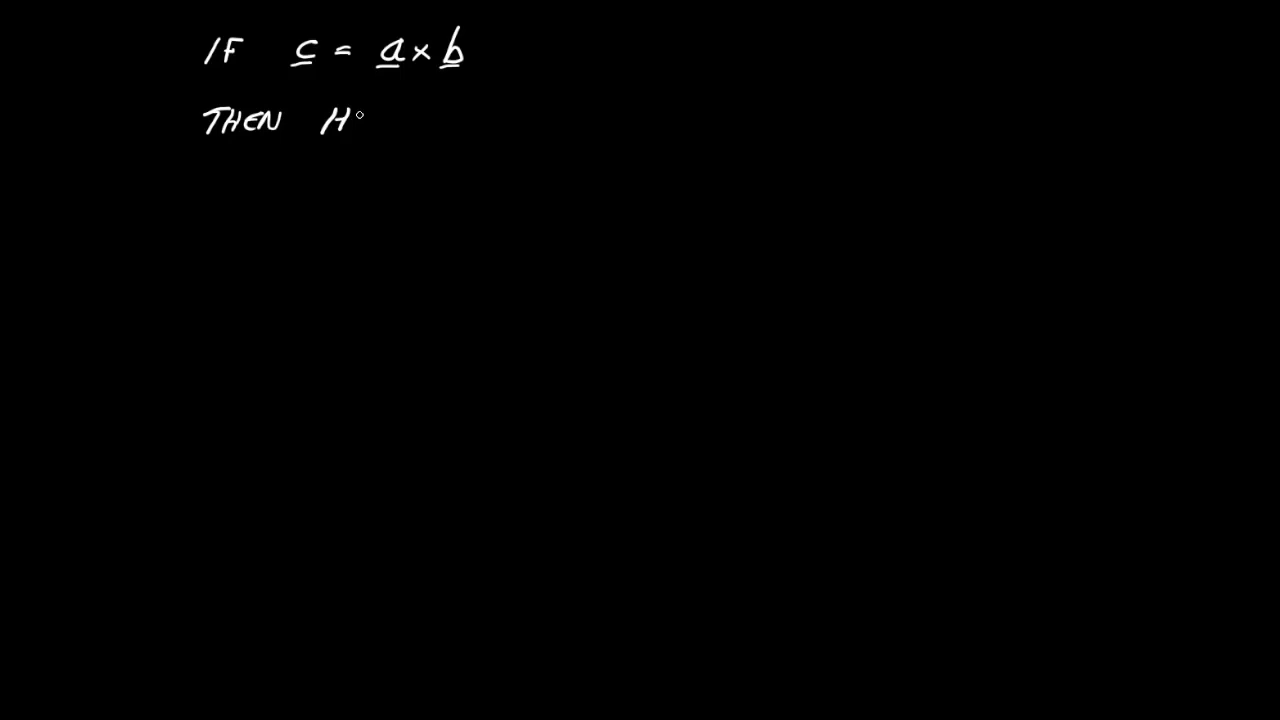 IF c = a × b
THEN H